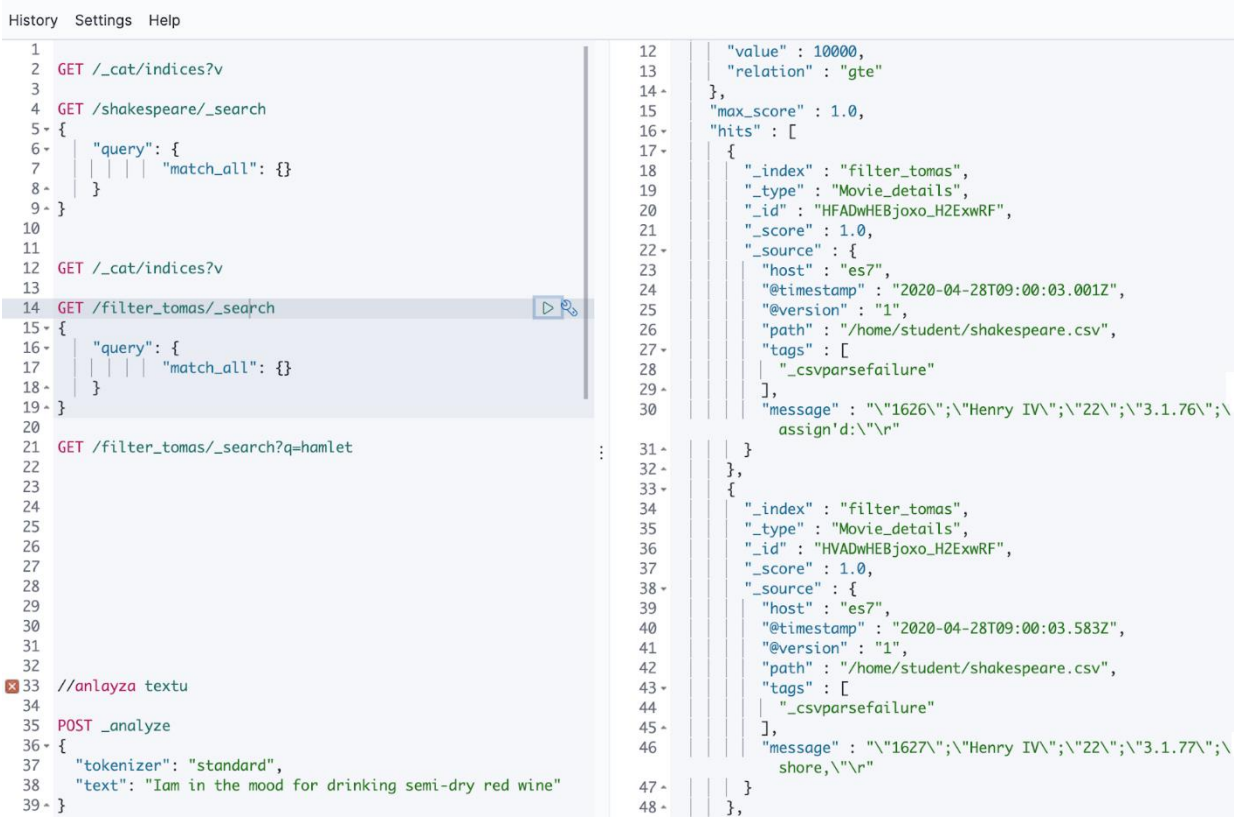 History Settings Help
1
2 GET /_cat/indices?v
3
4 GET /shakespeare/_search
5 {
6 "query": {
7 "match_all": {}
8 }
9 }
10
11
12 GET /_cat/indices?v
13
14 GET /filter_tomas/_search
15 {
16 "query": {
17 "match_all": {}
18 }
19 }
20
21 GET /filter_tomas/_search?q=hamlet
22
23
24
25
26
27
28
29
30
31
32
33 //anlayza textu
34
35 POST _analyze
36 {
37 "tokenizer": "standard",
38 "text": "Iam in the mood for drinking semi-dry red wine"
39 }
12 "value" : 10000,
13 "relation" : "gte"
14 },
15 "max_score" : 1.0,
16 "hits" : [
17 {
18 "_index" : "filter_tomas",
19 "_type" : "Movie_details",
20 "_id" : "HFADwHEBjoxo_H2ExwRF",
21 "_score" : 1.0,
22 "_source" : {
23 "host" : "es7",
24 "@timestamp" : "2020-04-28T09:00:03.001Z",
25 "@version" : "1",
26 "path" : "/home/student/shakespeare.csv",
27 "tags" : [
28 "_csvparsefailure"
29 ],
30 "message" : "\"1626\";\"Henry IV\";\"22\";\"3.1.76\";\
assign'd:\"\r"
31 }
32 },
33 {
34 "_index" : "filter_tomas",
35 "_type" : "Movie_details",
36 "_id" : "HVADwHEBjoxo_H2ExwRF",
37 "_score" : 1.0,
38 "_source" : {
39 "host" : "es7",
40 "@timestamp" : "2020-04-28T09:00:03.583Z",
41 "@version" : "1",
42 "path" : "/home/student/shakespeare.csv",
43 "tags" : [
44 "_csvparsefailure"
45 ],
46 "message" : "\"1627\";\"Henry IV\";\"22\";\"3.1.77\";\
shore,\"\r"
47 }
48 },